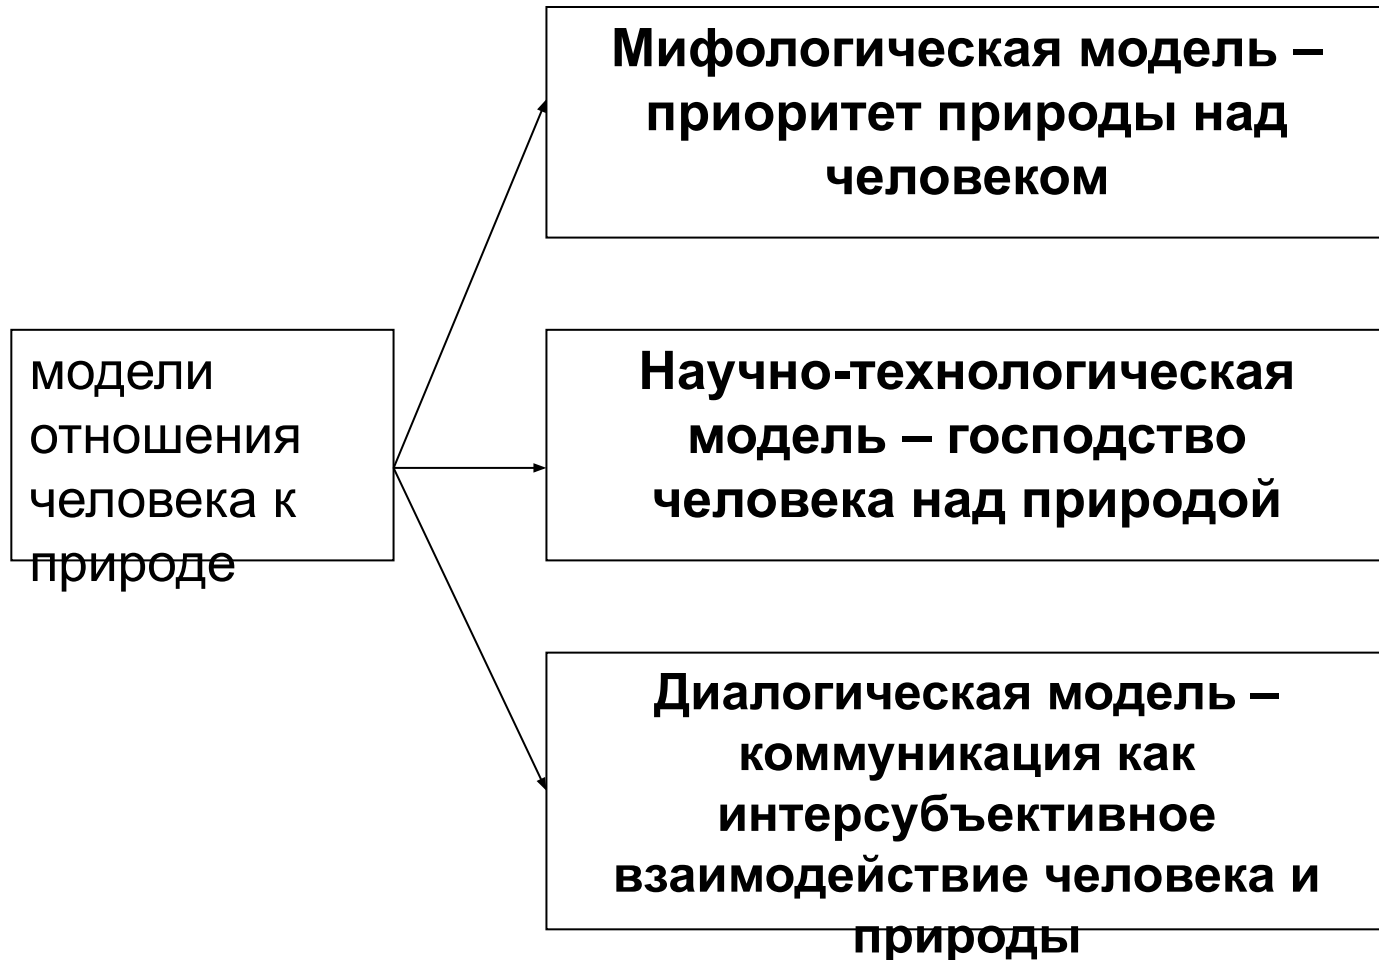 Мифологическая модель –
приоритет природы над
человеком
модели
отношения
человека к
природе
Научно-технологическая
модель – господство
человека над природой
Диалогическая модель –
коммуникация как
интерсубъективное
взаимодействие человека и
природы